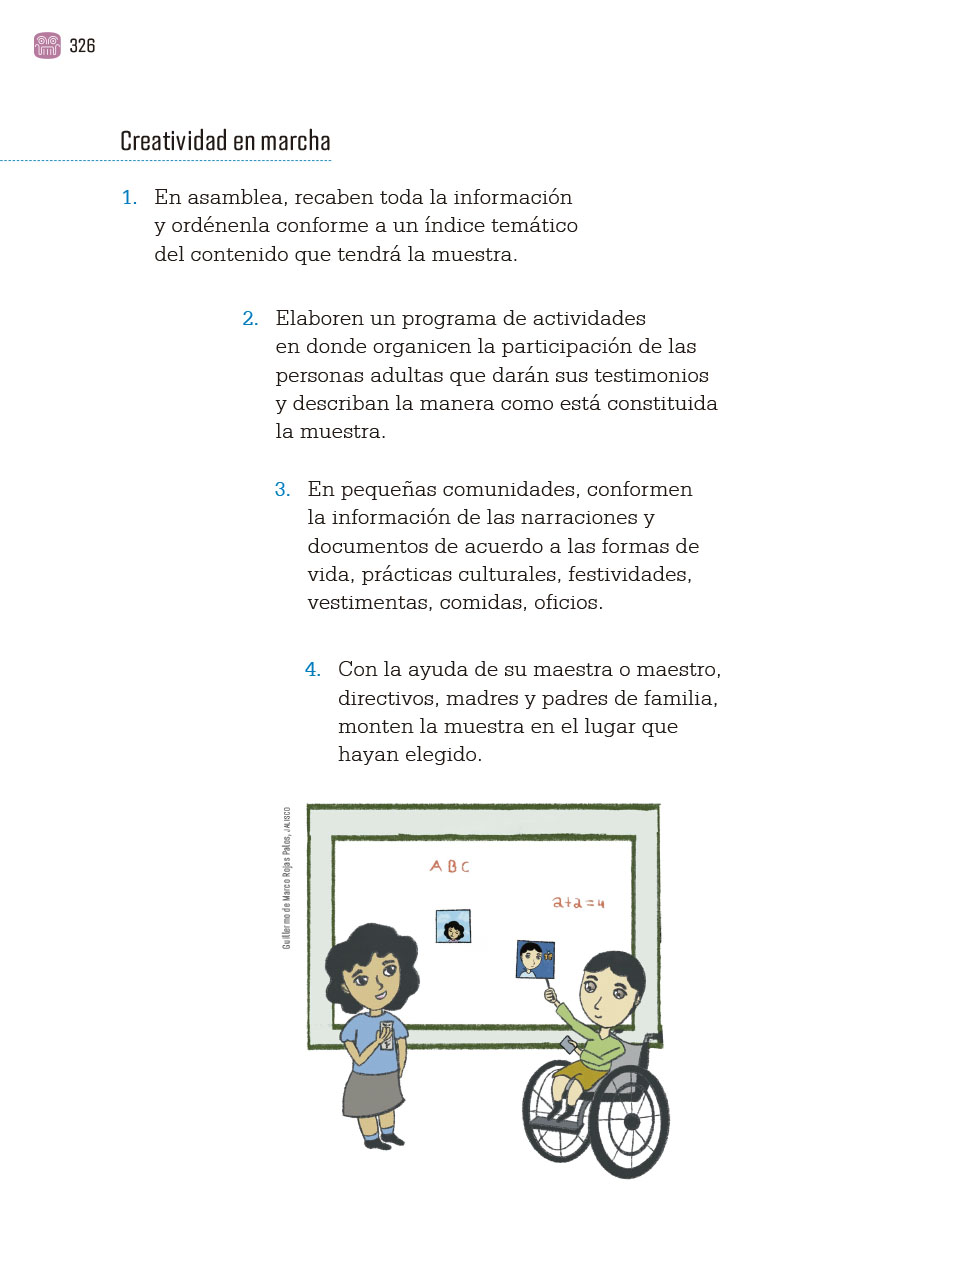 326
Creatividad en marcha
1. En asamblea, recaben toda la información
y ordénenla conforme a un índice temático
del contenido que tendrá la muestra.
2. Elaboren un programa de actividades
en donde organicen la participación de las
personas adultas que darán sus testimonios
y describan la manera como está constituida
la muestra.
3. En pequeñas comunidades, conformen
la información de las narraciones y
documentos de acuerdo a las formas de
vida, prácticas culturales, festividades,
vestimentas, comidas, oficios.
4. Con la ayuda de su maestra o maestro,
directivos, madres y padres de familia,
monten la muestra en el lugar que
hayan elegido.
Guillermo de Marco Rojas Palos, JALISCO
A B C
2+2=4